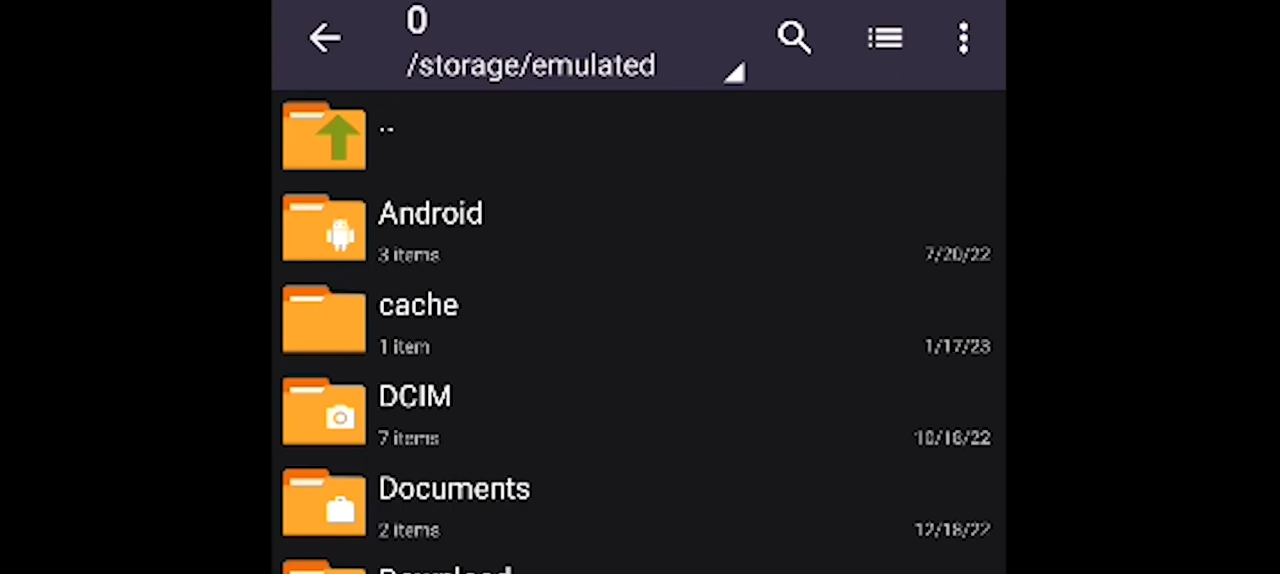 0
/storage/emulated
..
Android
3 items
7/20/22
cache
1 item
1/17/23
DCIM
7 items
10/18/22
Documents
2 items
12/18/22
Download